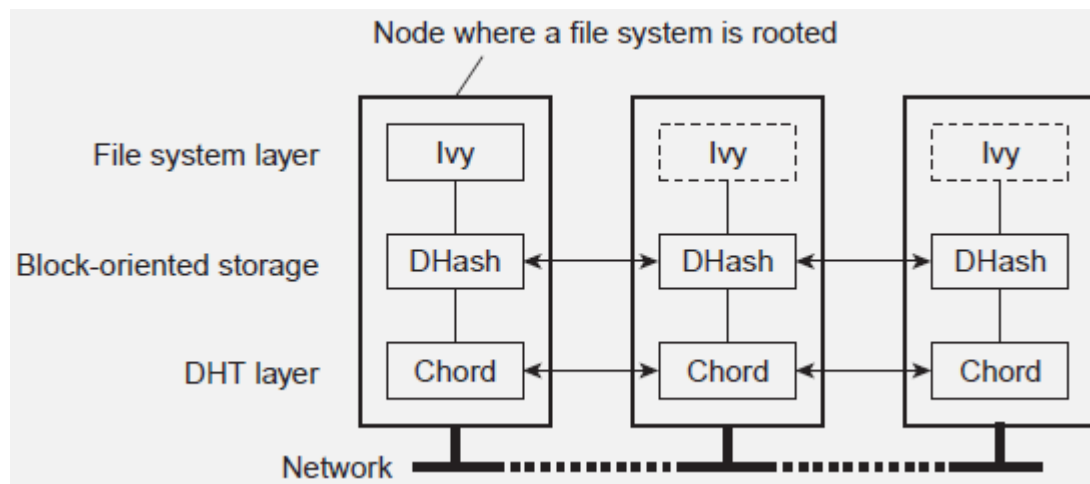 Node where a file system is rooted
File system layer Ivy Ivy Ivy
Block-oriented storage DHash DHash DHash
DHT layer Chord Chord Chord
Network